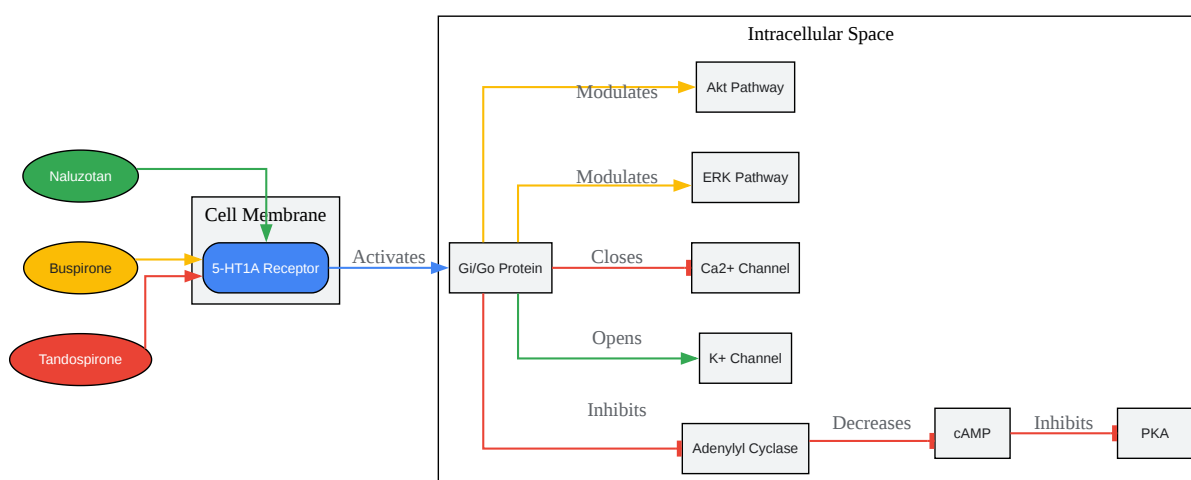 Intracellular Space
Modulates
Akt Pathway
Naluzotan
Modulates
ERK Pathway
Cell Membrane
Buspirone
5-HT1A Receptor
Activates
Gi/Go Protein
Closes
Ca2+ Channel
Tandospirone
Opens
K+ Channel
Inhibits
Adenylyl Cyclase
Decreases
cAMP
Inhibits
PKA